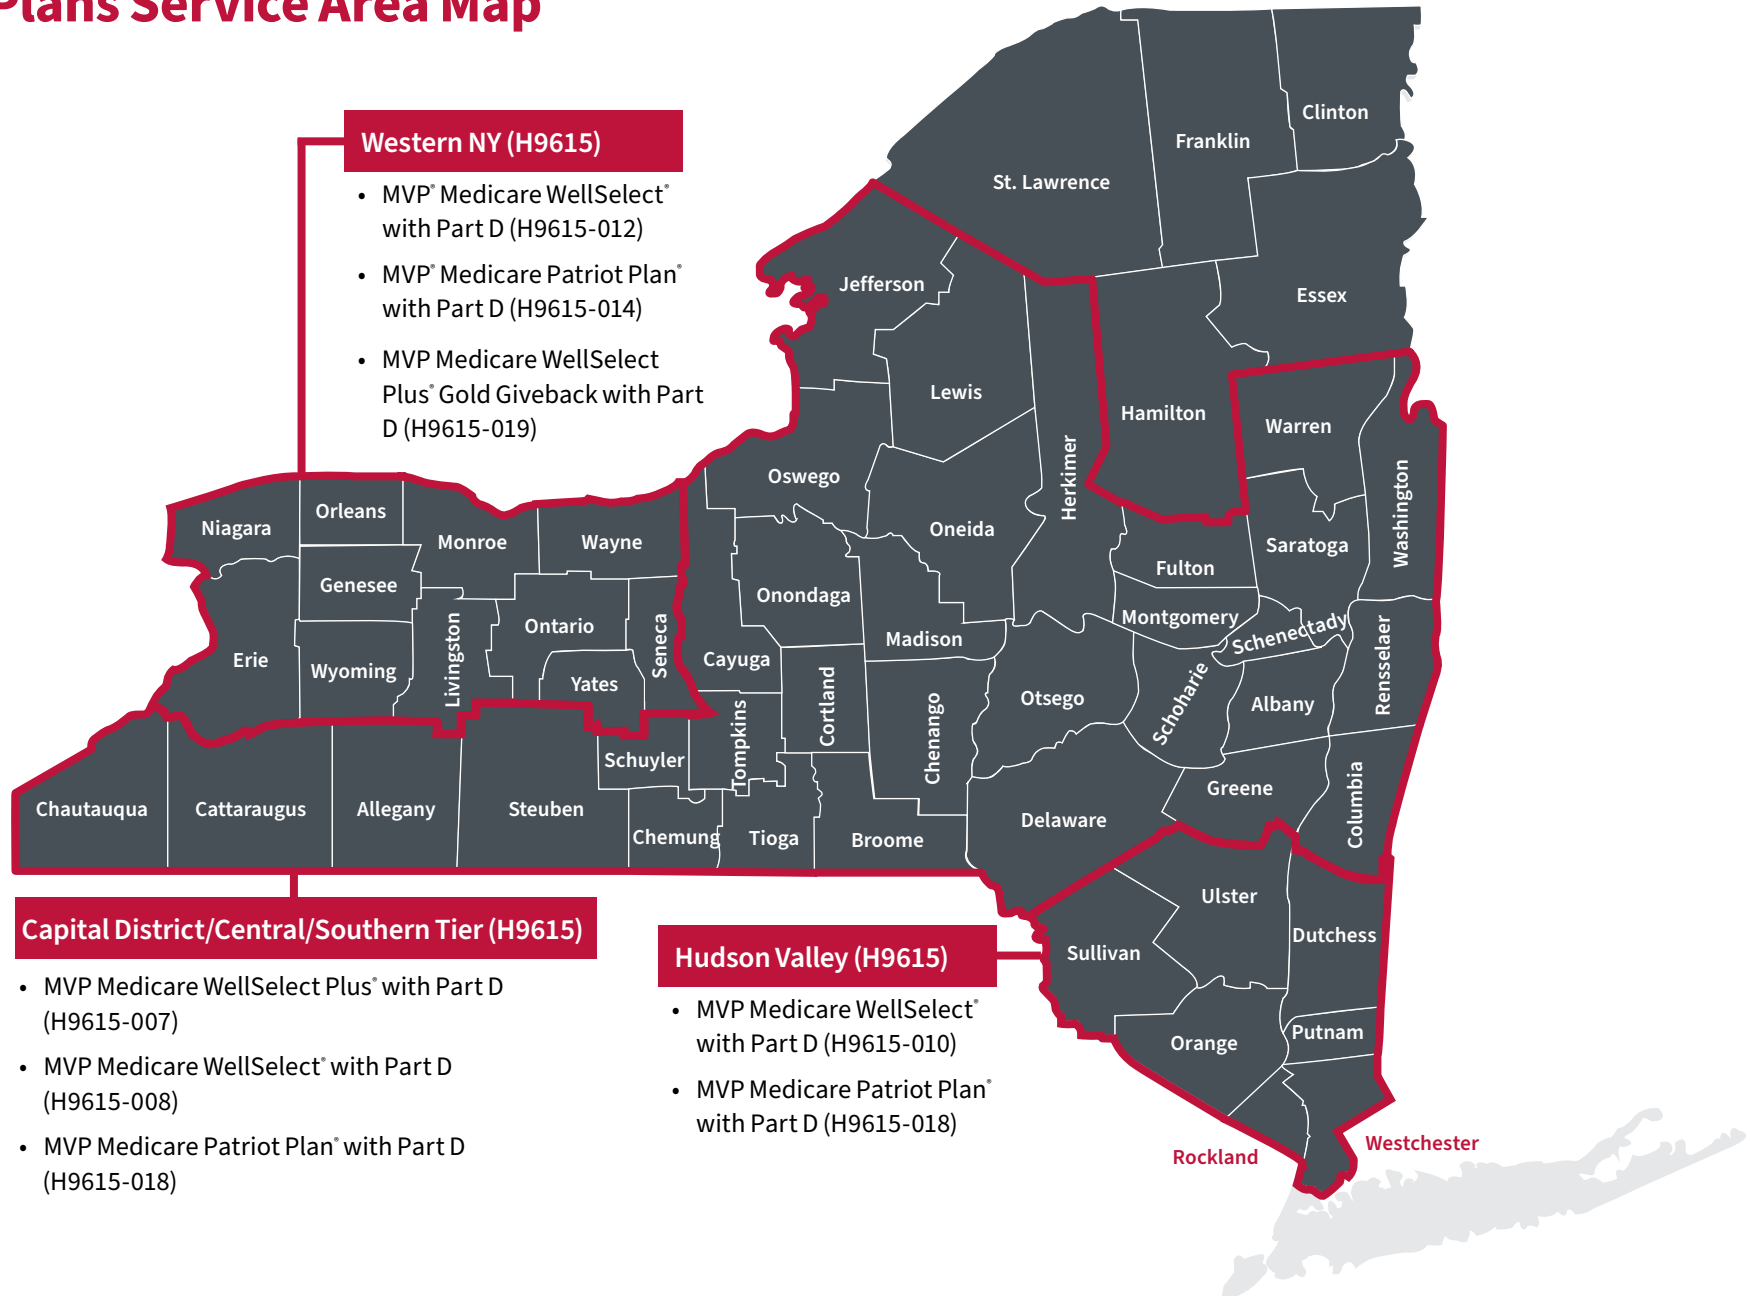 Plans Service Area Map
Western NY (H9615)
• MVP® Medicare WellSelect®
with Part D (H9615-012)
• MVP® Medicare Patriot Plan®
with Part D (H9615-014)
• MVP Medicare WellSelect
Plus® Gold Giveback with Part
D (H9615-019)
Clinton
Franklin
St. Lawrence
Jefferson
Essex
Lewis
Hamilton
Warren
Herkimer
Washington
Oswego
Oneida
Saratoga
Fulton
Niagara
Orleans
Monroe
Wayne
Genesee
Onondaga
Montgomery
Schenectady
Rensselaer
Ontario
Livingston
Seneca
Madison
Erie
Wyoming
Cayuga
Yates
Cortland
Chenango
Otsego
Schoharie
Albany
Tompkins
Schuyler
Greene
Columbia
Chautauqua
Cattaraugus
Allegany
Steuben
Chemung
Tioga
Broome
Delaware
Ulster
Dutchess
Sullivan
Putnam
Orange
Westchester
Rockland
Capital District/Central/Southern Tier (H9615)
• MVP Medicare WellSelect Plus® with Part D
(H9615-007)
• MVP Medicare WellSelect® with Part D
(H9615-008)
• MVP Medicare Patriot Plan® with Part D
(H9615-018)
Hudson Valley (H9615)
• MVP Medicare WellSelect®
with Part D (H9615-010)
• MVP Medicare Patriot Plan®
with Part D (H9615-018)